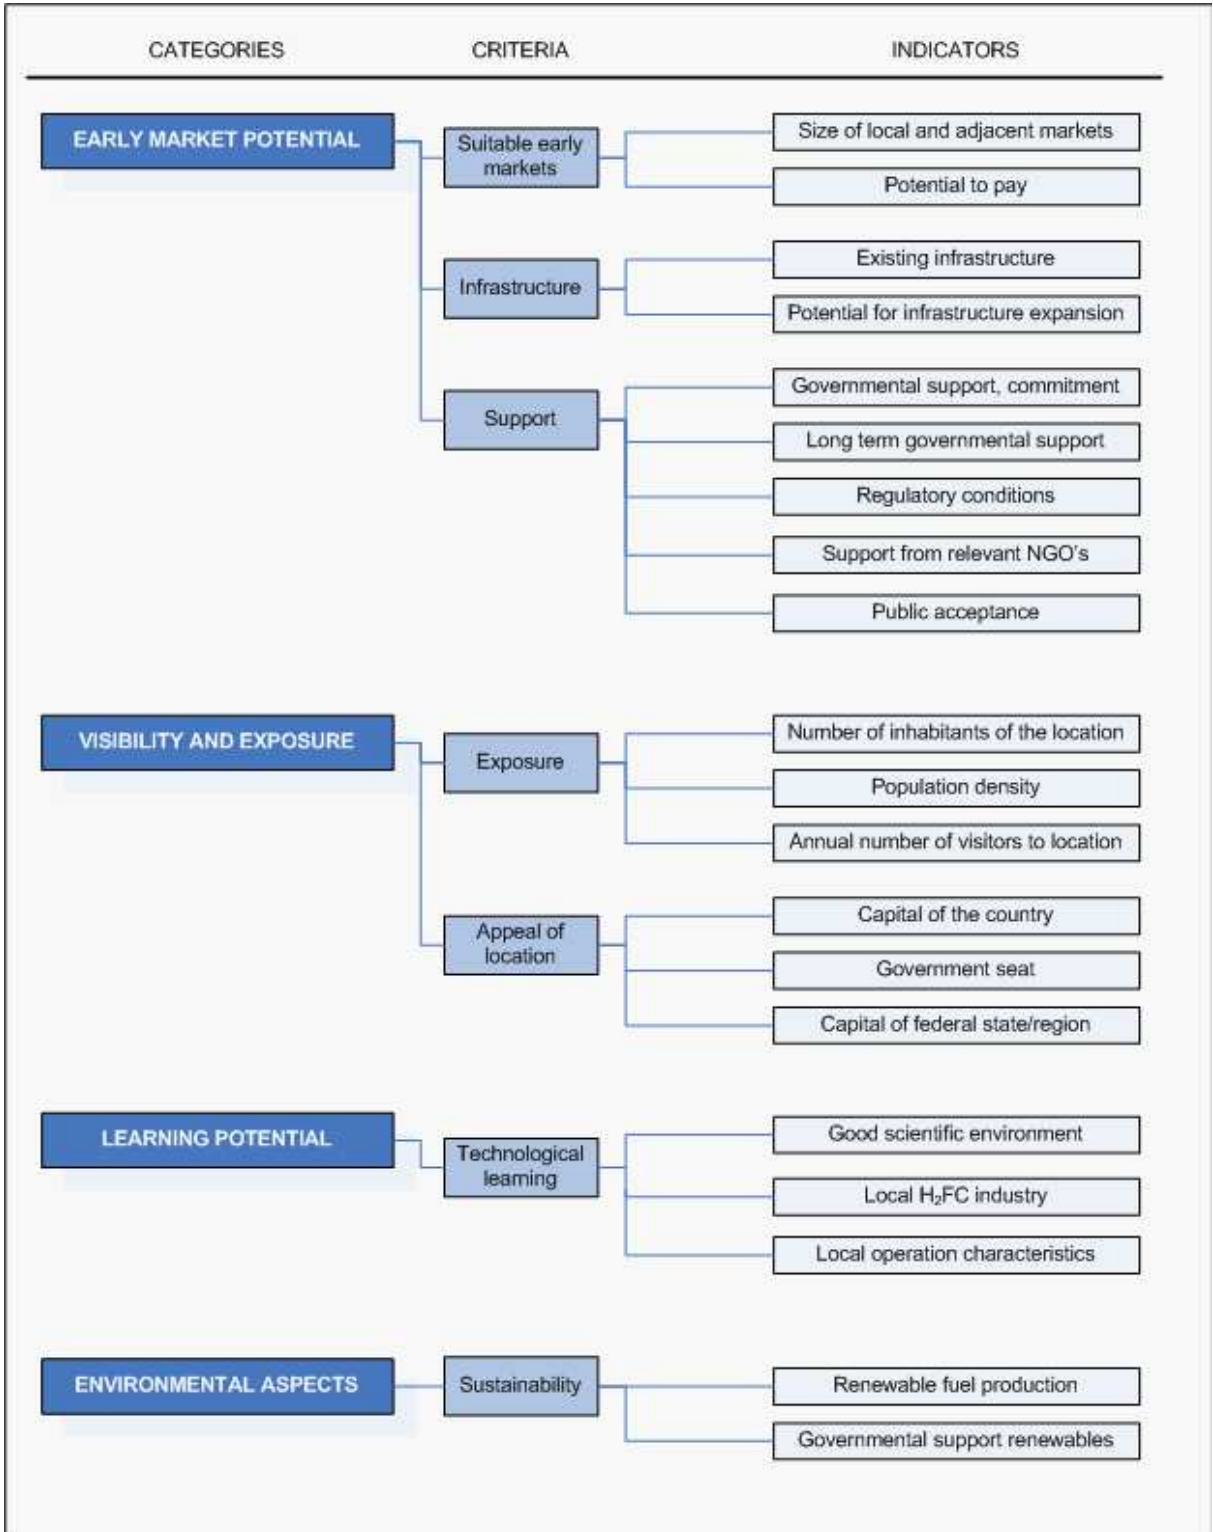 CATEGORIES CRITERIA INDICATORS
EARLY MARKET POTENTIAL
Suitable early
markets
Size of local and adjacent markets
Potential to pay
Infrastructure
Existing infrastructure
Potential for infrastructure expansion
Support
Governmental support, commitment
Long term governmental support
Regulatory conditions
Support from relevant NGO's
Public acceptance
VISIBILITY AND EXPOSURE
Exposure
Number of inhabitants of the location
Population density
Annual number of visitors to location
Appeal of
location
Capital of the country
Government seat
Capital of federal state/region
LEARNING POTENTIAL
Technological
learning
Good scientific environment
Local H₂FC industry
Local operation characteristics
ENVIRONMENTAL ASPECTS
Sustainability
Renewable fuel production
Governmental support renewables